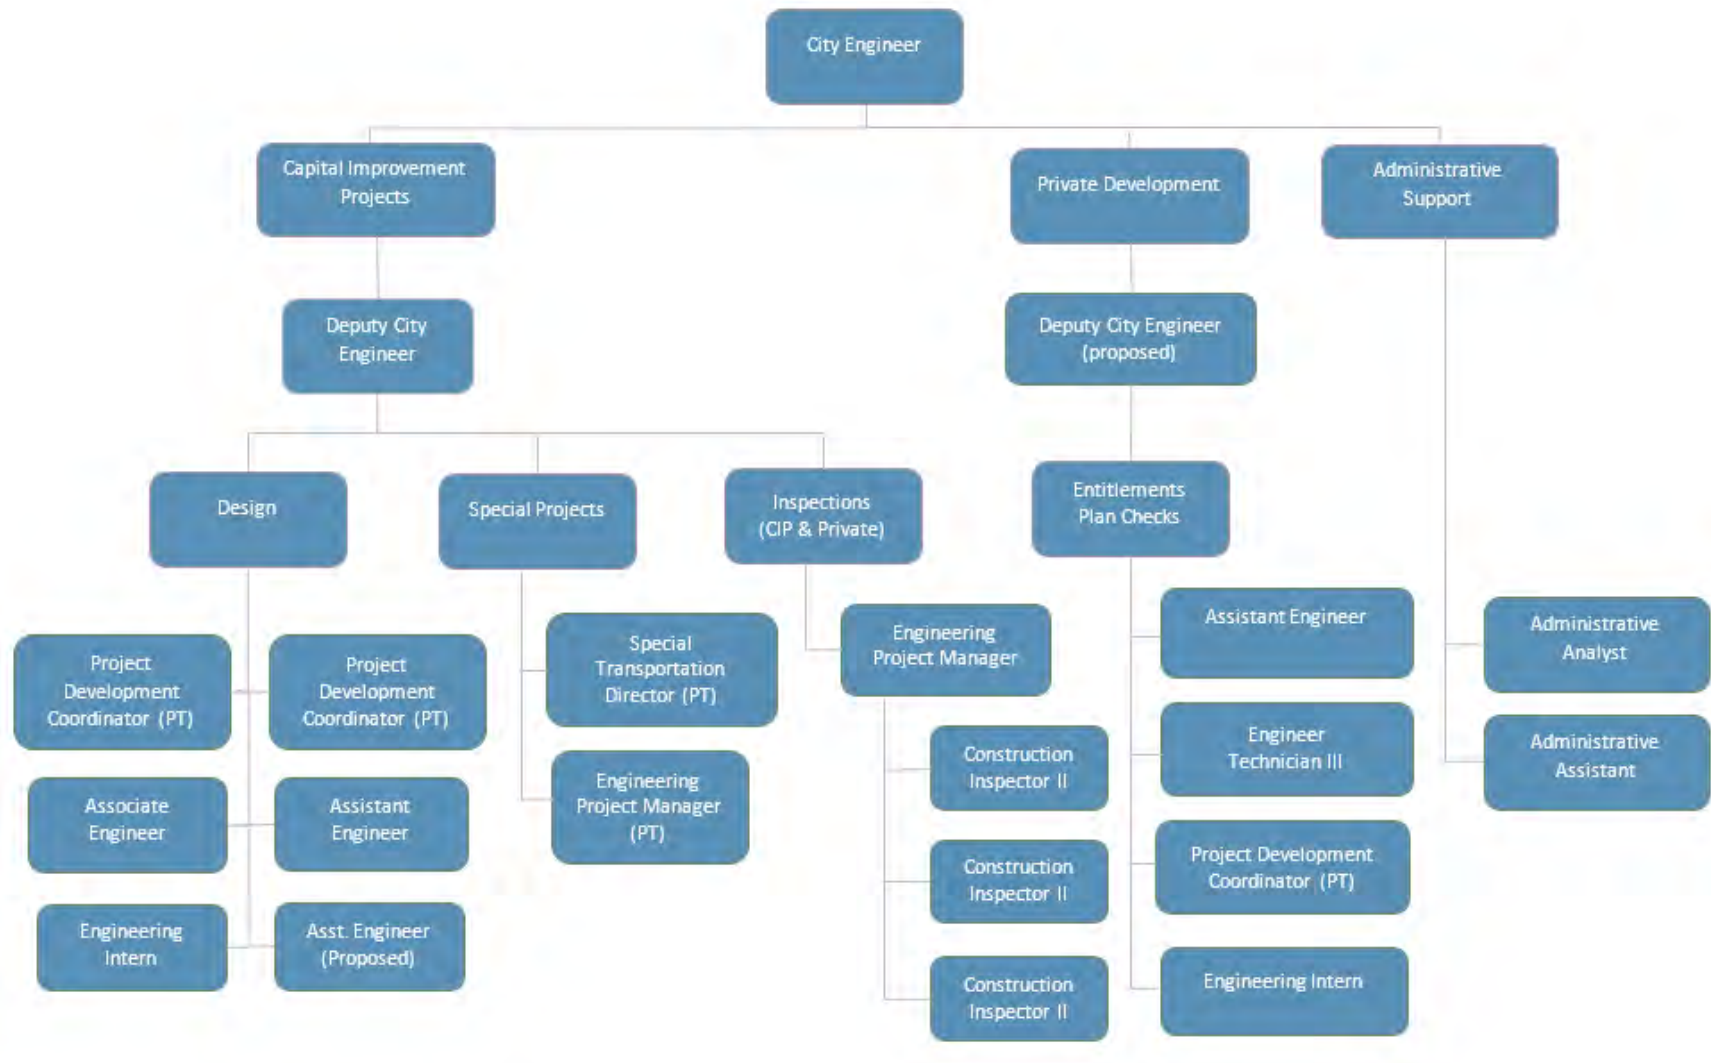 City Engineer
Capital Improvement
Projects
Private Development
Administrative
Support
Deputy City
Engineer
Deputy City Engineer
(proposed)
Design
Special Projects
Inspections
(CIP & Private)
Entitlements
Plan Checks
Project
Development
Coordinator (PT)
Project
Development
Coordinator (PT)
Associate
Engineer
Assistant
Engineer
Engineering
Intern
Asst. Engineer
(Proposed)
Special
Transportation
Director (PT)
Engineering
Project Manager
(PT)
Engineering
Project Manager
Construction
Inspector II
Construction
Inspector II
Construction
Inspector II
Assistant Engineer
Engineer
Technician III
Project Development
Coordinator (PT)
Engineering Intern
Administrative
Analyst
Administrative
Assistant